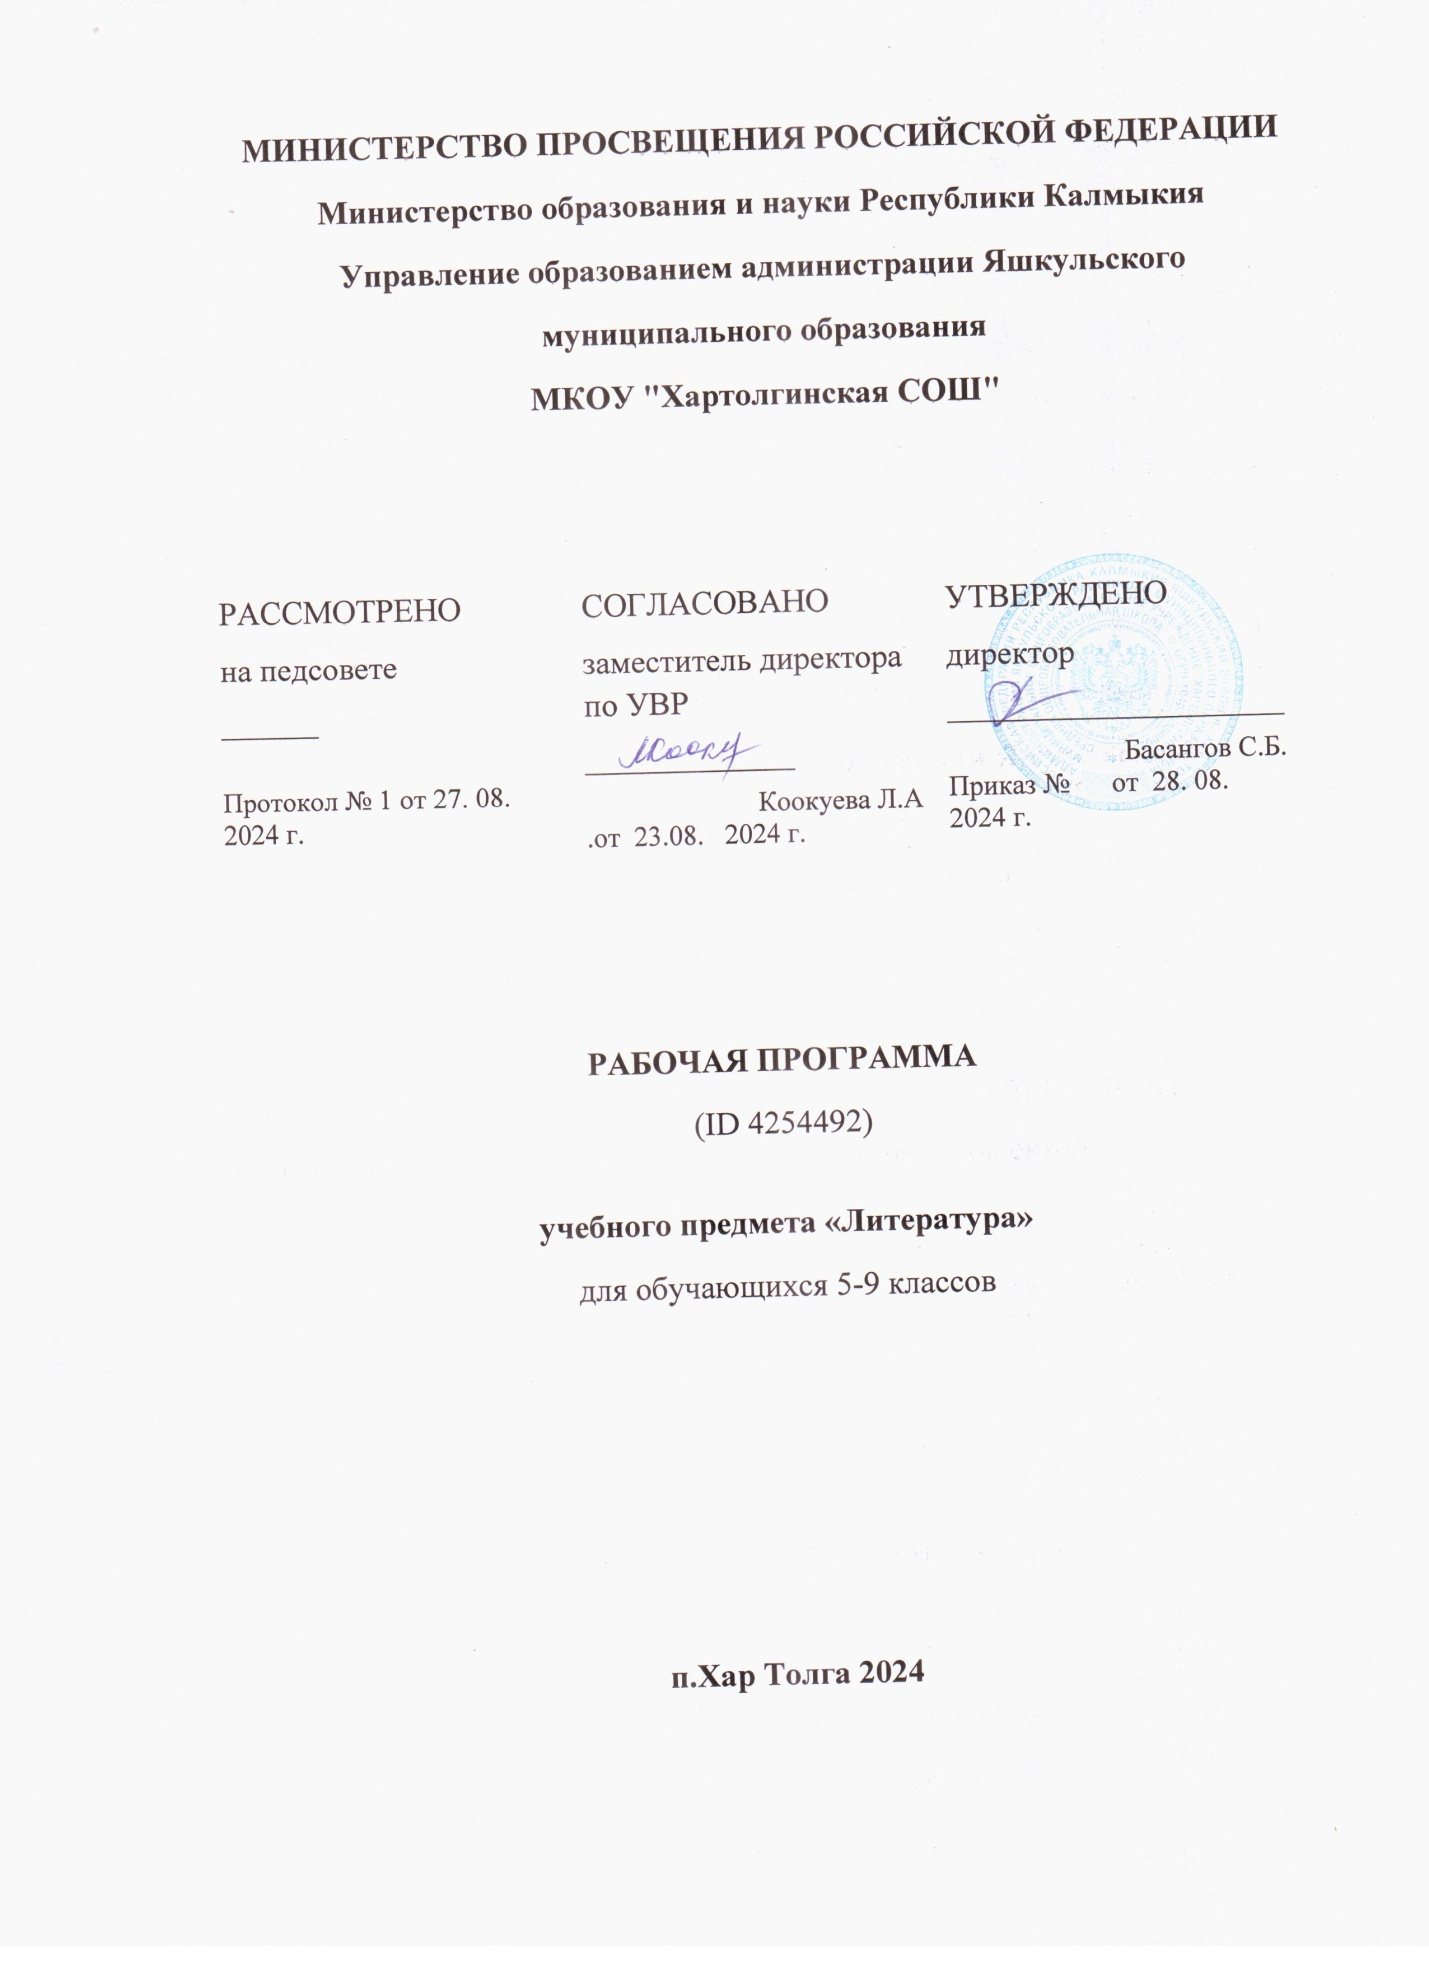 МИНИСТЕРСТВО ПРОСВЕЩЕНИЯ РОССИЙСКОЙ ФЕДЕРАЦИИ
Министерство образования и науки Республики Калмыкия
Управление образованием администрации Яшкульского
муниципального образования
МКОУ "Хартолгинская СОШ"
РАССМОТРЕНО
на педсовете
______
Протокол № 1 от 27. 08.
2024 г.
СОГЛАСОВАНО
заместитель директора
по УВР
_____________
Коокуева Л.А
.от 23.08. 2024 г.
УТВЕРЖДЕНО
директор
_____________________
Басангов С.Б.
Приказ № от 28. 08.
2024 г.
РАБОЧАЯ ПРОГРАММА
(ID 4254492)
учебного предмета «Литература»
для обучающихся 5-9 классов
п.Хар Толга 2024